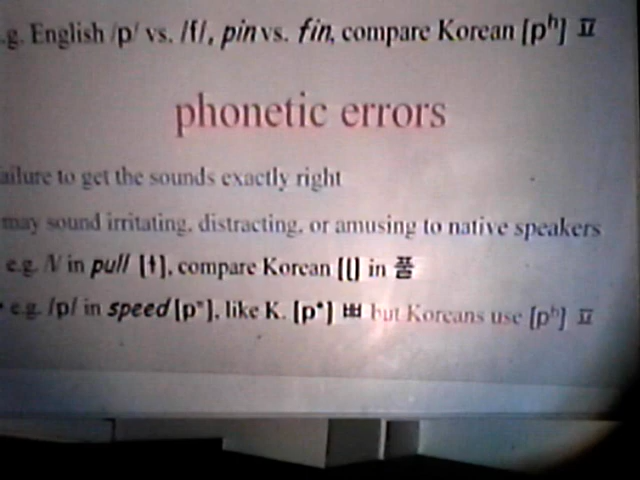 .g. English /p/ vs. /f/, pin vs. fin, compare Korean [pʰ] ㅍ
phonetic errors
ailure to get the sounds exactly right
may sound irritating, distracting, or amusing to native speakers
e.g. /l/ in pull [ɫ], compare Korean [ɭ] in 풀
e.g. /p/ in speed [p⁼], like K. [p*] ㅃ but Koreans use [pʰ] ㅍ